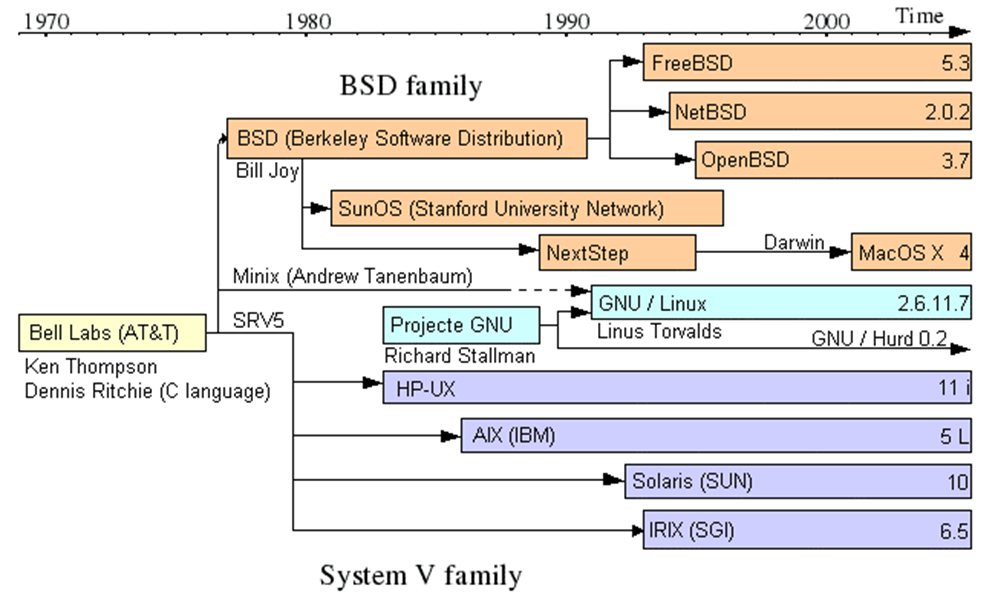 1970 1980 1990 2000 Time
FreeBSD 5.3
BSD family
NetBSD 2.0.2
BSD (Berkeley Software Distribution)
OpenBSD 3.7
Bill Joy
SunOS (Stanford University Network)
NextStep Darwin MacOS X 4
Minix (Andrew Tanenbaum)
GNU / Linux 2.6.11.7
Bell Labs (AT&T) SRV5 Projecte GNU
Linus Torvalds
GNU / Hurd 0.2
Richard Stallman
Ken Thompson
Dennis Ritchie (C language)
HP-UX 11 i
AIX (IBM) 5 L
Solaris (SUN) 10
IRIX (SGI) 6.5
System V family